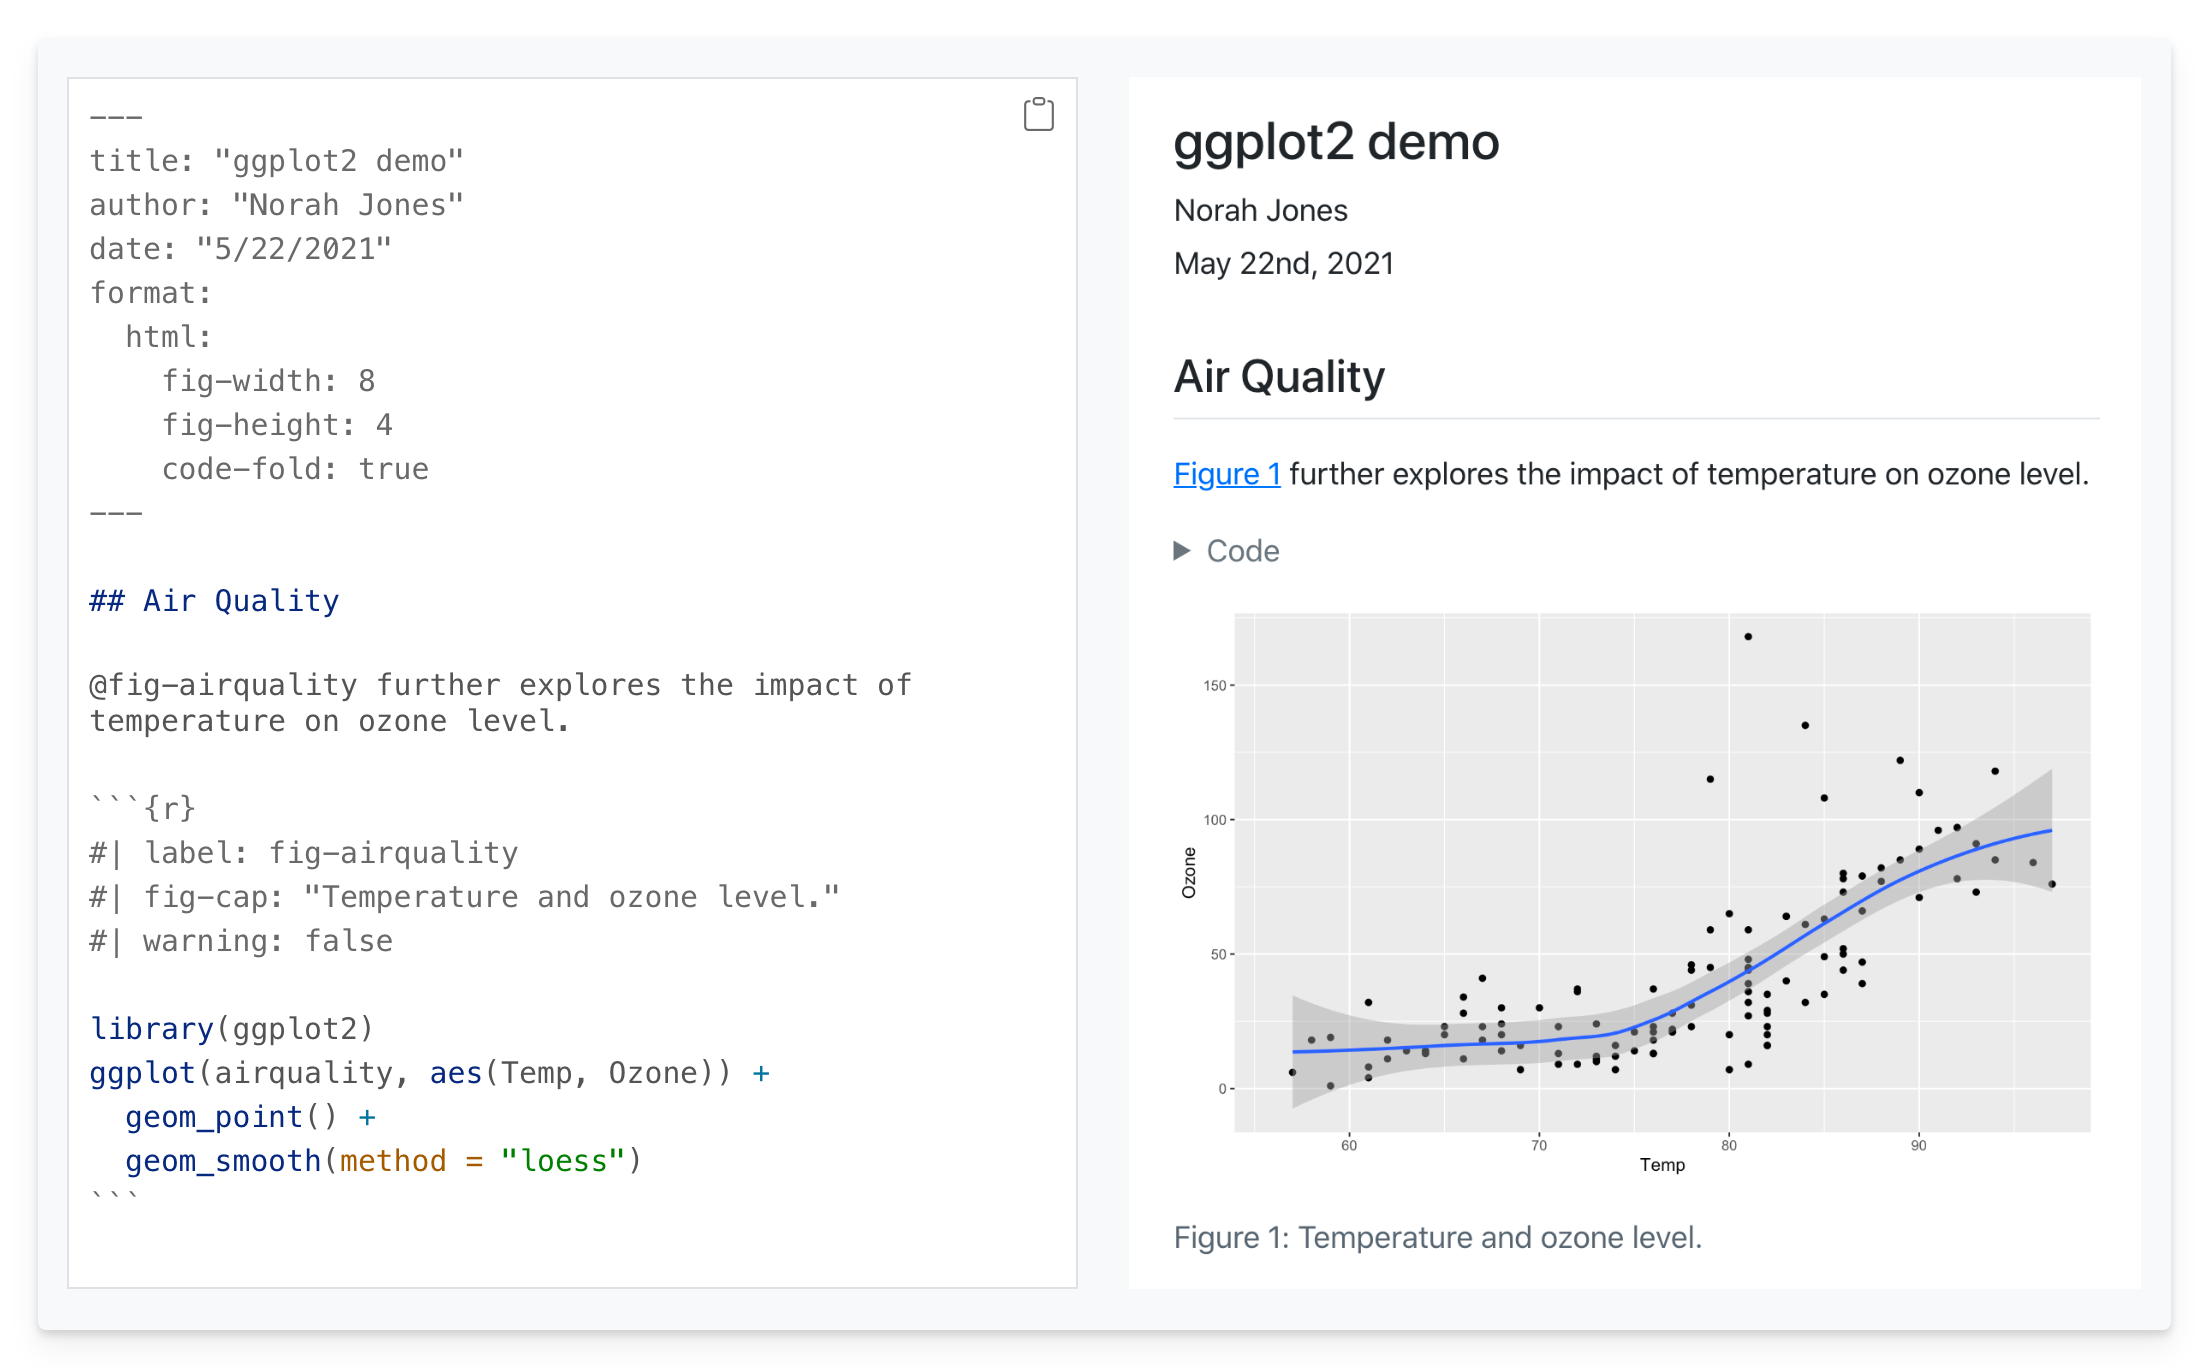 ---
title: "ggplot2 demo"
author: "Norah Jones"
date: "5/22/2021"
format:
  html:
    fig-width: 8
    fig-height: 4
    code-fold: true
---
## Air Quality
@fig-airquality further explores the impact of
temperature on ozone level.
```{r}
#| label: fig-airquality
#| fig-cap: "Temperature and ozone level."
#| warning: false
library(ggplot2)
ggplot(airquality, aes(Temp, Ozone)) +
  geom_point() +
  geom_smooth(method = "loess")
```
ggplot2 demo
Norah Jones
May 22nd, 2021
Air Quality
Figure 1 further explores the impact of temperature on ozone level.
Code
150
100
50
0
Ozone
60 70 80 90
Temp
Figure 1: Temperature and ozone level.